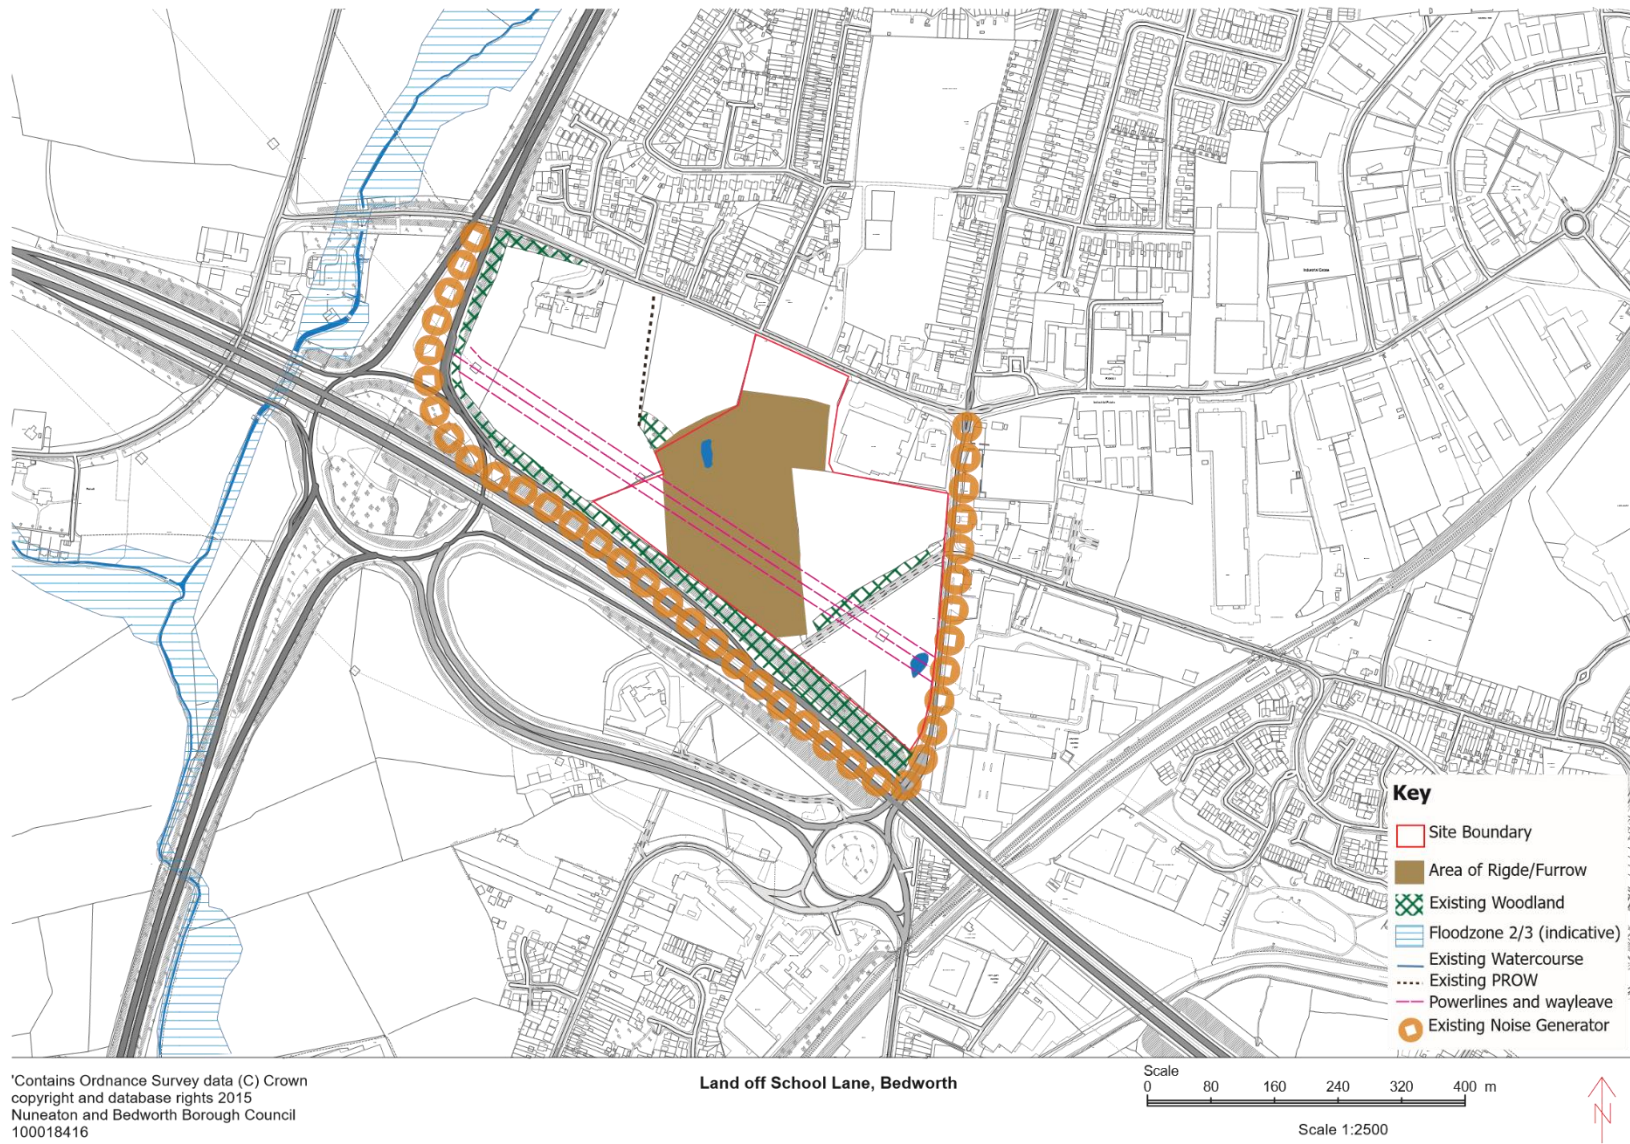 Key
Site Boundary
Area of Rigde/Furrow
Existing Woodland
Floodzone 2/3 (indicative)
Existing Watercourse
Existing PROW
Powerlines and wayleave
Existing Noise Generator
'Contains Ordnance Survey data (C) Crown
copyright and database rights 2015
Nuneaton and Bedworth Borough Council
100018416
Land off School Lane, Bedworth
Scale
0 80 160 240 320 400 m
Scale 1:2500
N